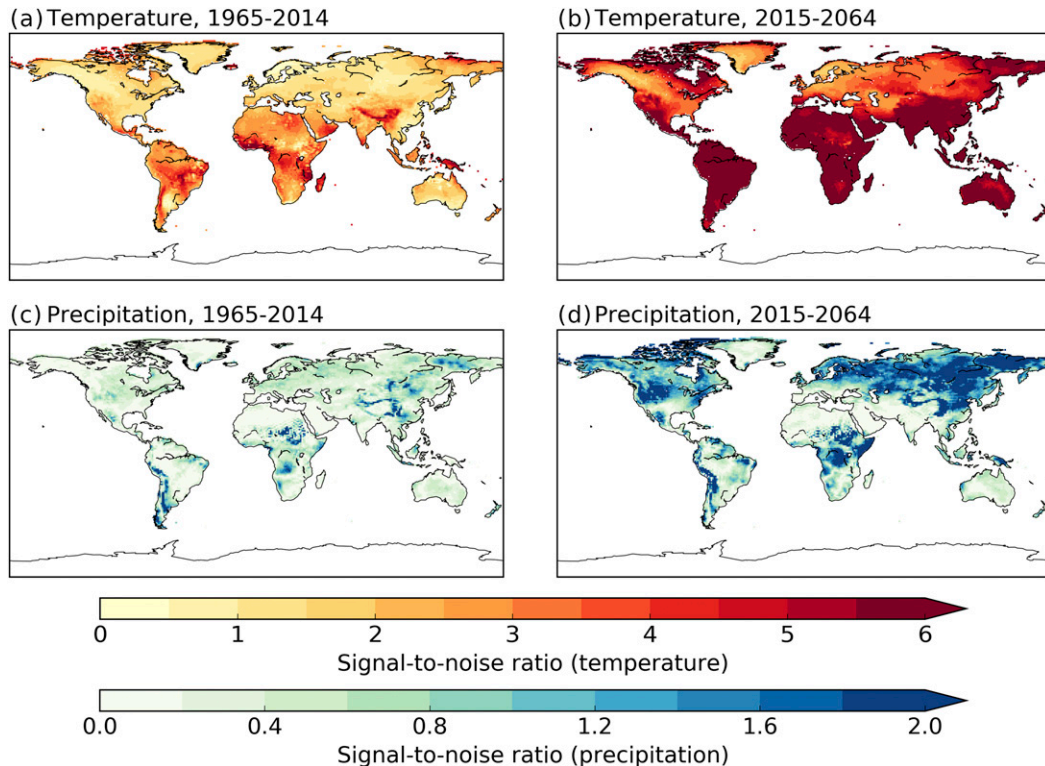 (a) Temperature, 1965-2014
(b) Temperature, 2015-2064
(c) Precipitation, 1965-2014
(d) Precipitation, 2015-2064
0 1 2 3 4 5 6
Signal-to-noise ratio (temperature)
0.0 0.4 0.8 1.2 1.6 2.0
Signal-to-noise ratio (precipitation)